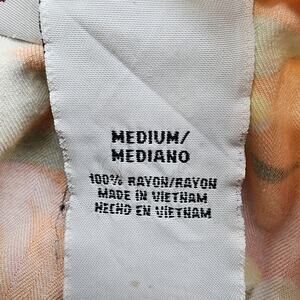 MEDIUM/
MEDIANO
100% RAYON/RAYON
MADE IN VIETNAM
HECHO EN VIETNAM